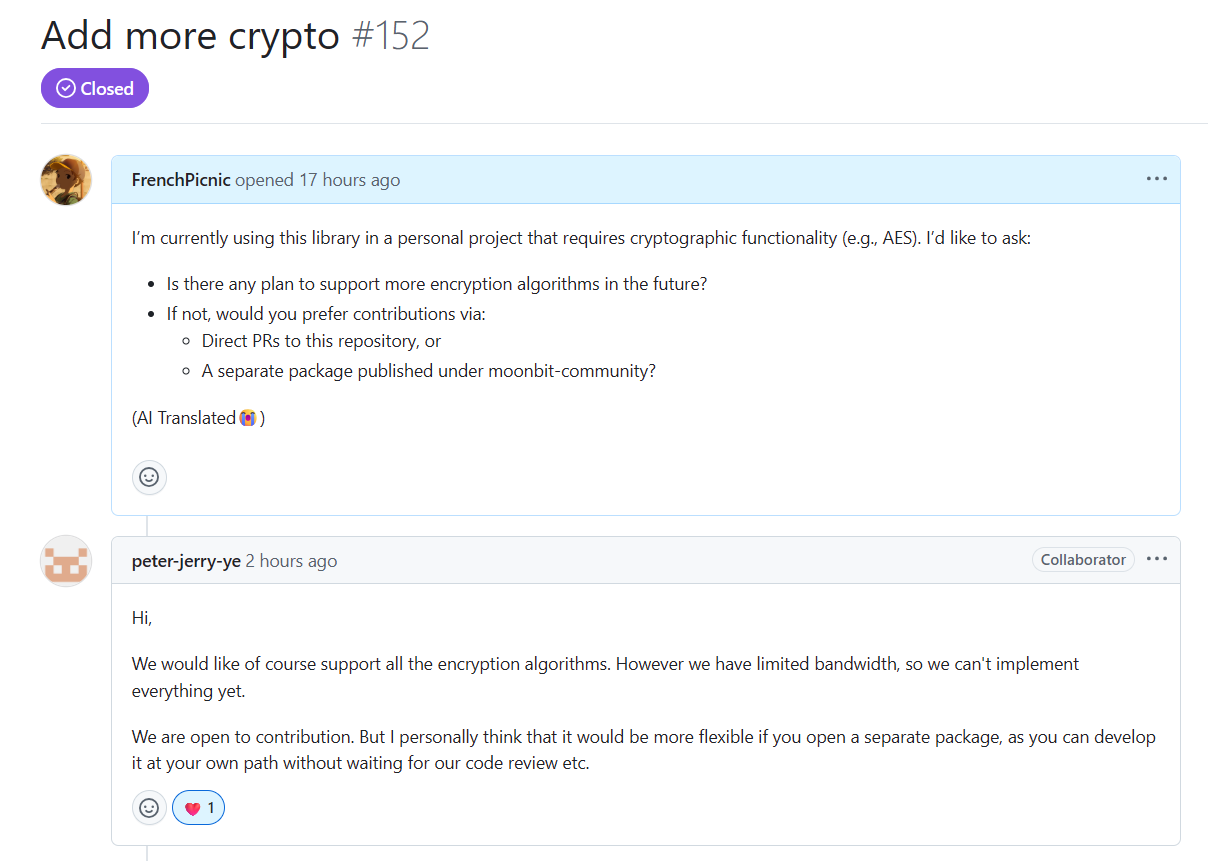 Add more crypto #152
Closed
FrenchPicnic opened 17 hours ago
I’m currently using this library in a personal project that requires cryptographic functionality (e.g., AES). I’d like to ask:
• Is there any plan to support more encryption algorithms in the future?
• If not, would you prefer contributions via:
◦ Direct PRs to this repository, or
◦ A separate package published under moonbit-community?
(AI Translated😭)
peter-jerry-ye 2 hours ago
Collaborator
Hi,
We would like of course support all the encryption algorithms. However we have limited bandwidth, so we can't implement
everything yet.
We are open to contribution. But I personally think that it would be more flexible if you open a separate package, as you can develop
it at your own path without waiting for our code review etc.
❤️ 1